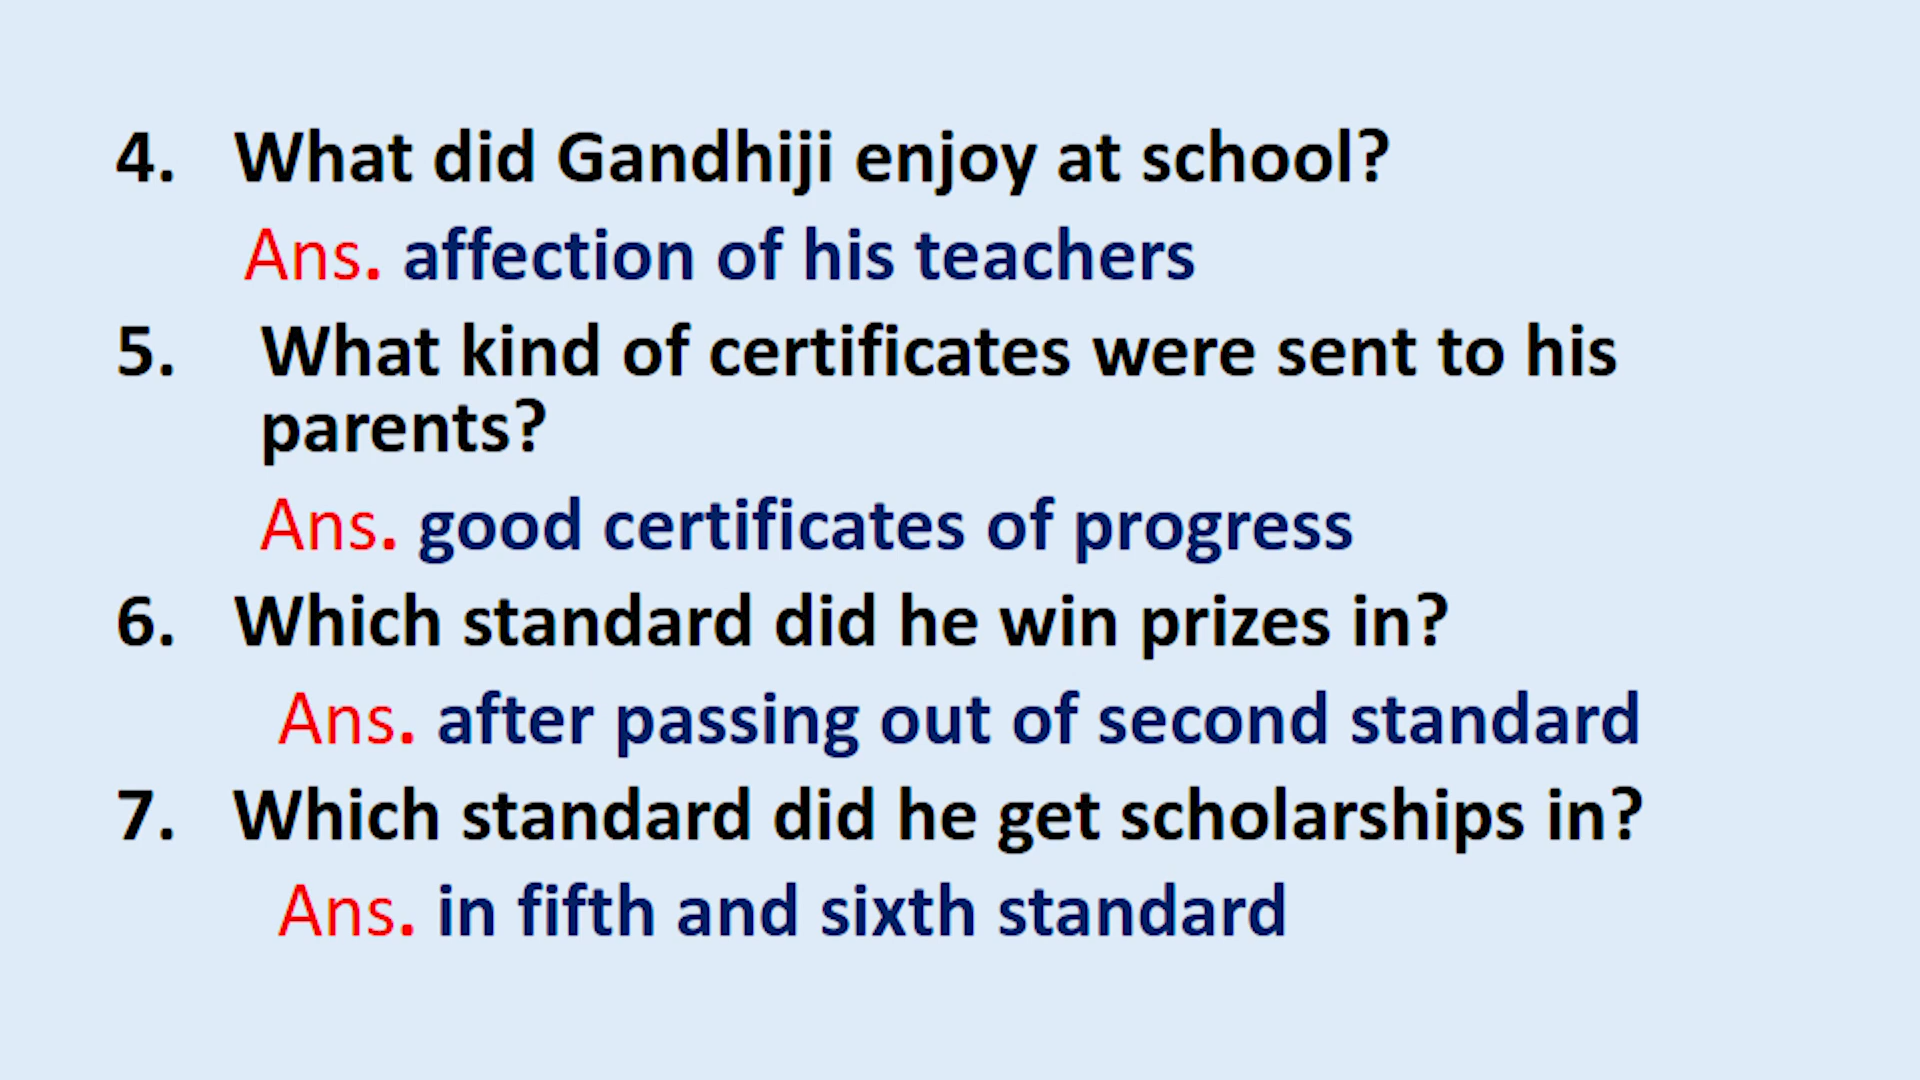 4. What did Gandhiji enjoy at school?
Ans. affection of his teachers
5. What kind of certificates were sent to his
parents?
Ans. good certificates of progress
6. Which standard did he win prizes in?
Ans. after passing out of second standard
7. Which standard did he get scholarships in?
Ans. in fifth and sixth standard